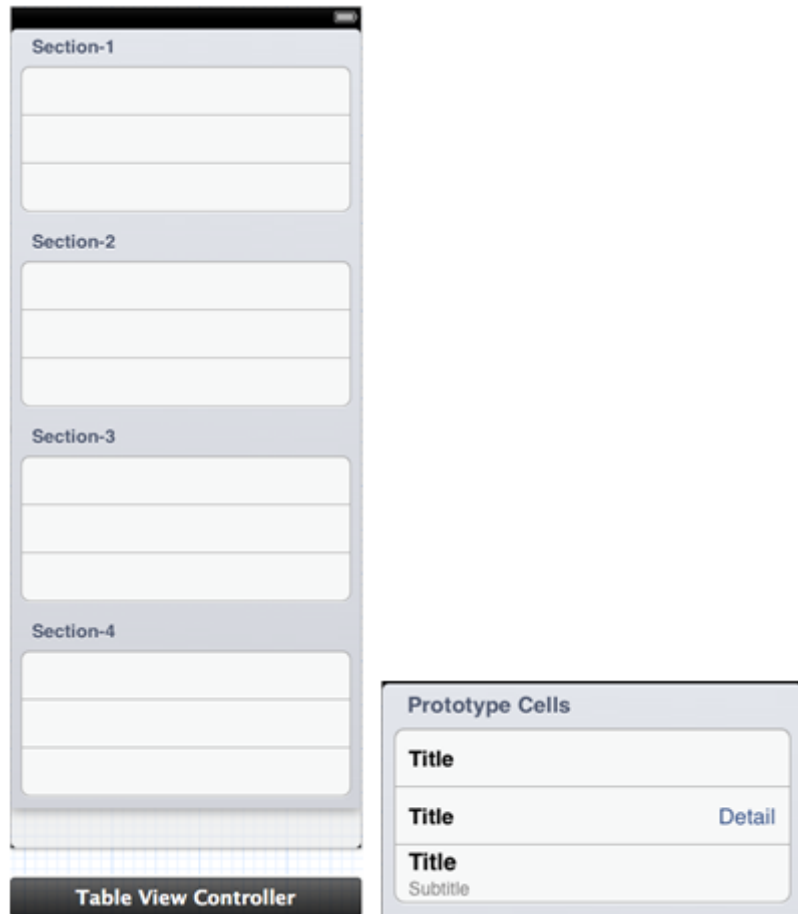 Section-1
Section-2
Section-3
Section-4
Table View Controller
Prototype Cells
Title
Title Detail
Title
Subtitle